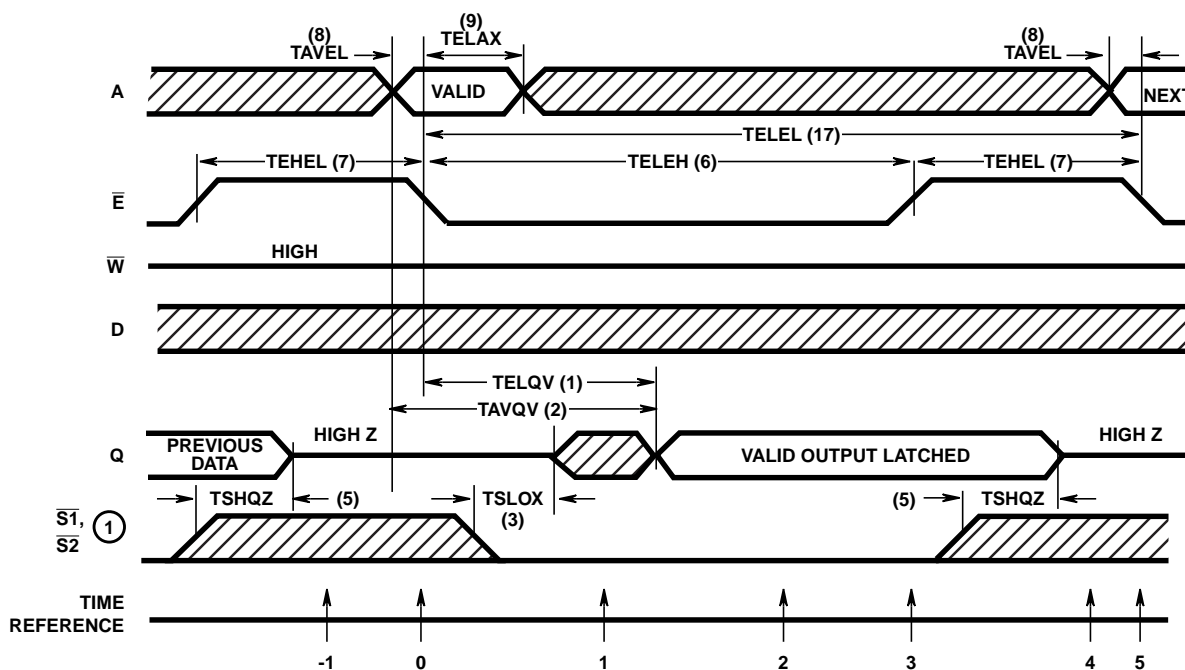 (8) (9) (8)
TAVEL TELAX TAVEL
A VALID NEXT
TELEL (17)
TEHEL (7) TELEH (6) TEHEL (7)
E
HIGH
W
D
TELQV (1)
TAVQV (2)
HIGH Z HIGH Z
PREVIOUS
DATA
Q VALID OUTPUT LATCHED
TSHQZ (5) TSLOX (5) TSHQZ
(3)
S1, 1
S2
TIME
REFERENCE
-1 0 1 2 3 4 5